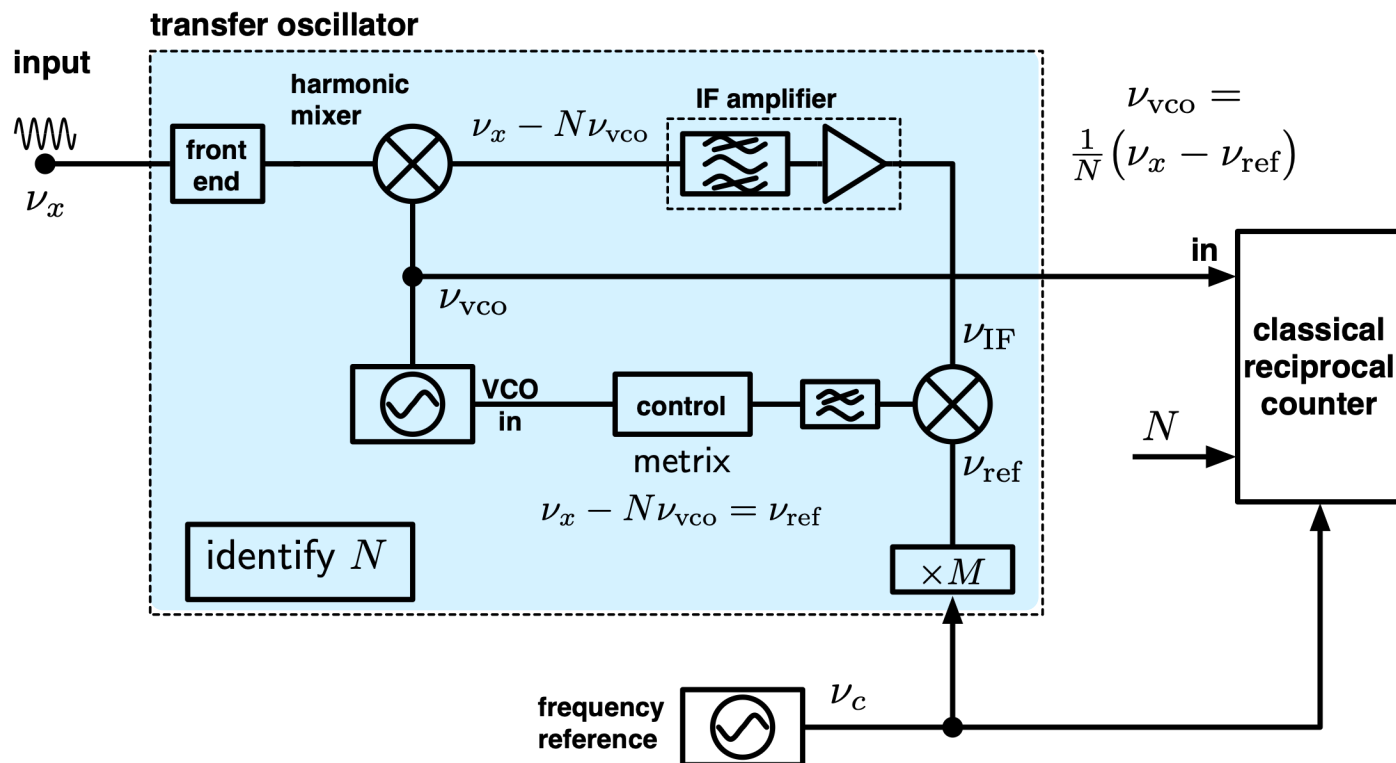 transfer oscillator
input
ν_x
front
end
harmonic
mixer
ν_x − Nν_vco
IF amplifier
ν_vco =
1/N (ν_x − ν_ref)
in
ν_vco
ν_IF
classical
reciprocal
counter
VCO
in
control
metrix
ν_x − Nν_vco = ν_ref
ν_ref
N
identify N
×M
frequency
reference
ν_c